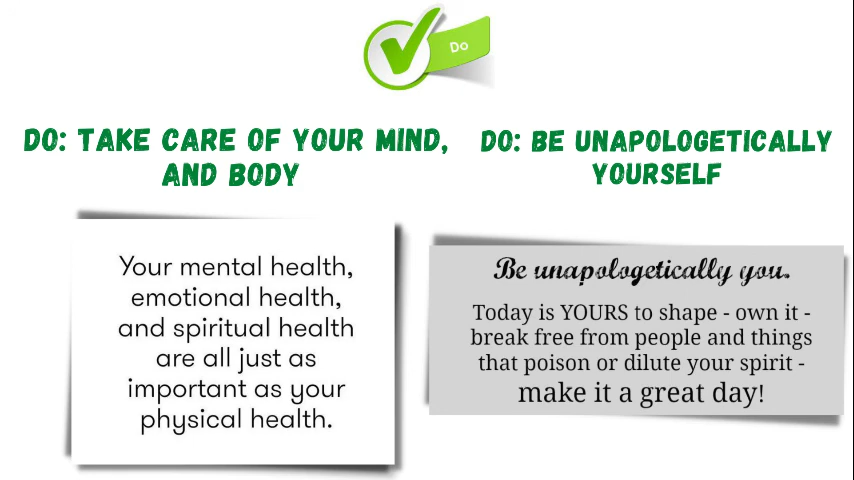 Do
DO: TAKE CARE OF YOUR MIND,
AND BODY
DO: BE UNAPOLOGETICALLY
YOURSELF
Your mental health,
emotional health,
and spiritual health
are all just as
important as your
physical health.
Be unapologetically you.
Today is YOURS to shape - own it -
break free from people and things
that poison or dilute your spirit -
make it a great day!